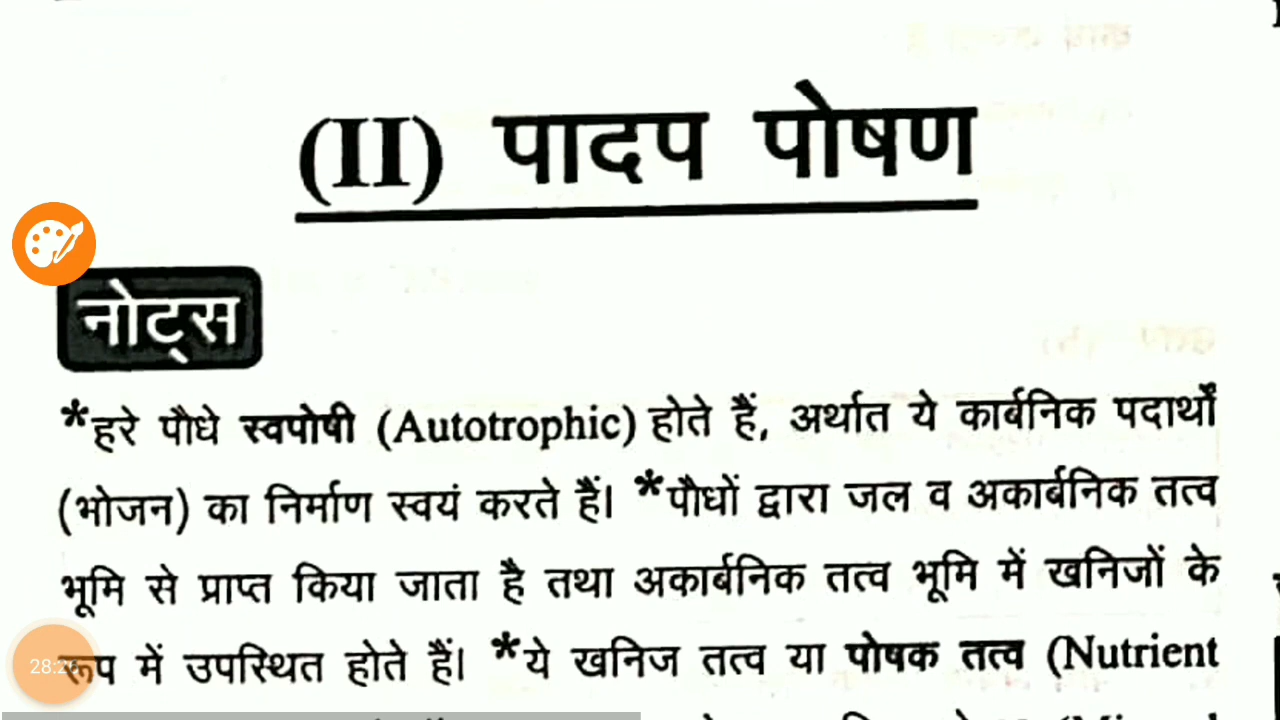 (II) पादप पोषण
नोट्स
*हरे पौधे स्वपोषी (Autotrophic) होते हैं, अर्थात ये कार्बनिक पदार्थों
(भोजन) का निर्माण स्वयं करते हैं। *पौधों द्वारा जल व अकार्बनिक तत्व
भूमि से प्राप्त किया जाता है तथा अकार्बनिक तत्व भूमि में खनिजों के
रूप में उपस्थित होते हैं। *ये खनिज तत्व या पोषक तत्व (Nutrient